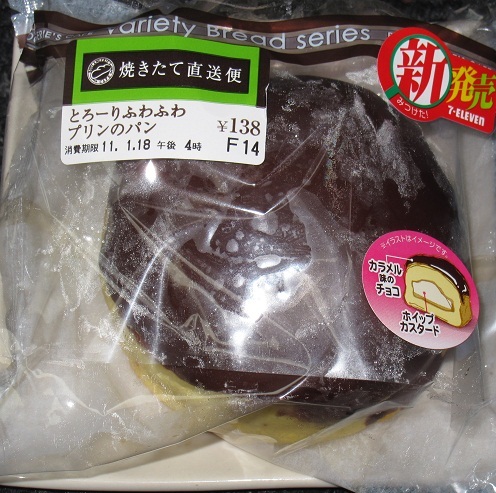 Variety Bread series
焼きたて直送便
とろーりふわふわ
プリンのパン
¥138
消費期限 11. 1.18 午後 4時
F14
新発売
みつけた!
7-ELEVEN
※イラストはイメージです。
カラメル
味の
チョコ
ホイップ
カスタード